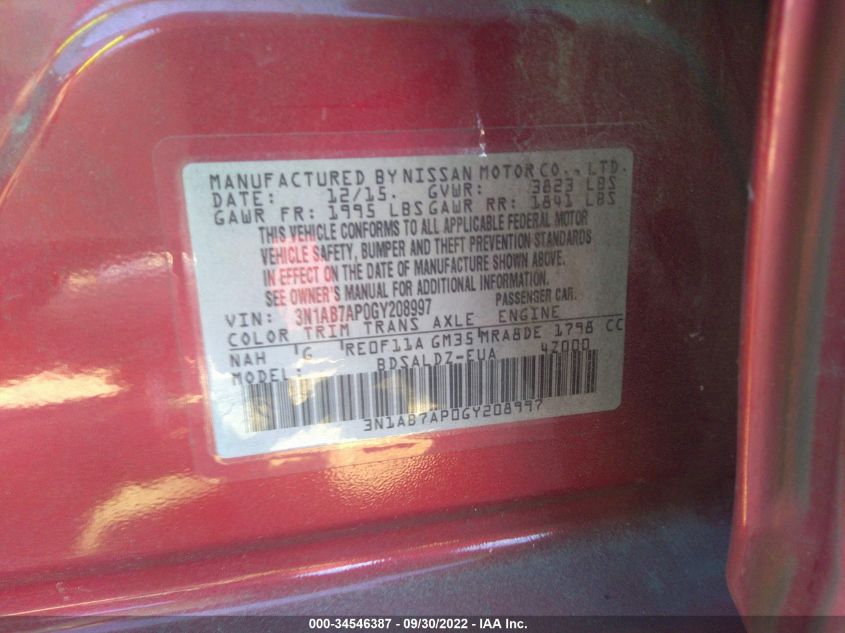 MANUFACTURED BY NISSAN MOTOR CO., LTD.
DATE: 12/15. GVWR: 3823 LBS
GAWR FR: 1995 LBS GAWR RR: 1841 LBS
THIS VEHICLE CONFORMS TO ALL APPLICABLE FEDERAL MOTOR
VEHICLE SAFETY, BUMPER AND THEFT PREVENTION STANDARDS
IN EFFECT ON THE DATE OF MANUFACTURE SHOWN ABOVE.
SEE OWNER'S MANUAL FOR ADDITIONAL INFORMATION.
VIN: 3N1AB7AP0GY208997 PASSENGER CAR.
COLOR TRIM TRANS AXLE ENGINE
NAH G RE0F11A GM35 MRA8DE 1798 CC
MODEL: BDSALDZ-EUA 4Z000
3N1AB7AP0GY208997
000-34546387 - 09/30/2022 - IAA Inc.